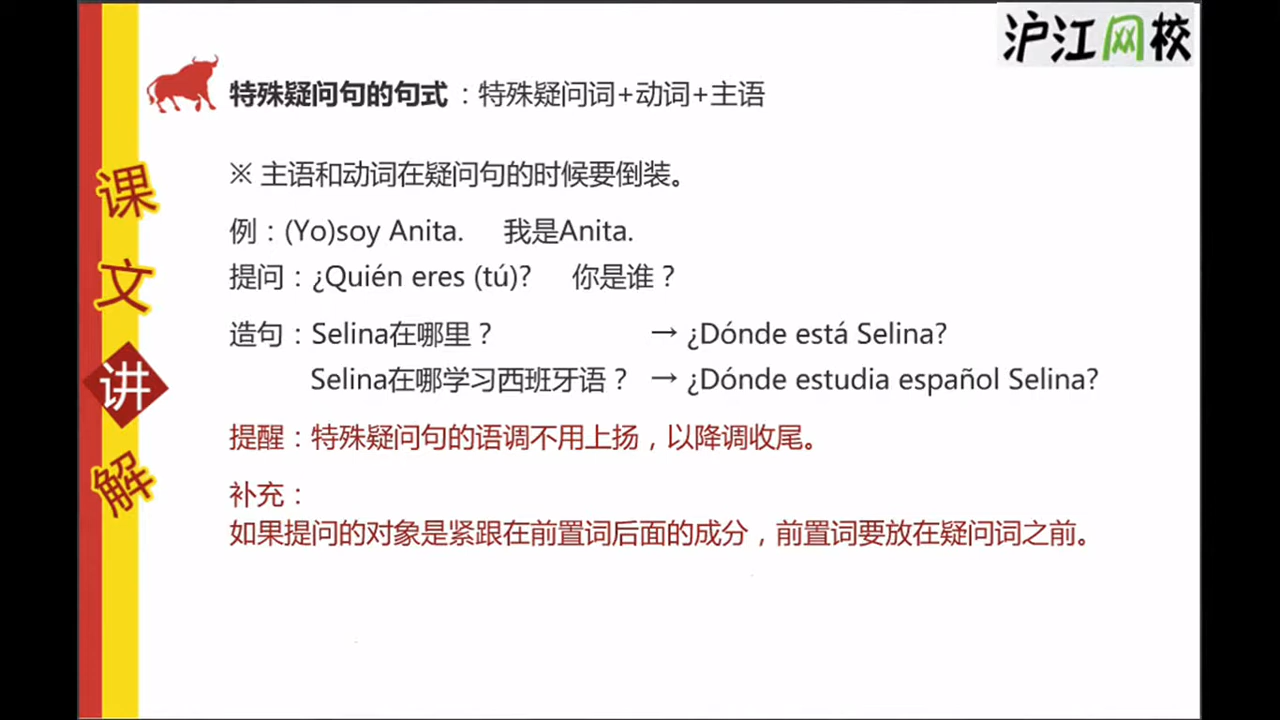 沪江网校
特殊疑问句的句式：特殊疑问词+动词+主语
※ 主语和动词在疑问句的时候要倒装。
例：(Yo)soy Anita. 我是Anita.
提问：¿Quién eres (tú)? 你是谁？
造句：Selina在哪里？ → ¿Dónde está Selina?
Selina在哪学习西班牙语？ → ¿Dónde estudia español Selina?
提醒：特殊疑问句的语调不用上扬，以降调收尾。
补充：
如果提问的对象是紧跟在前置词后面的成分，前置词要放在疑问词之前。
课
文
讲
解